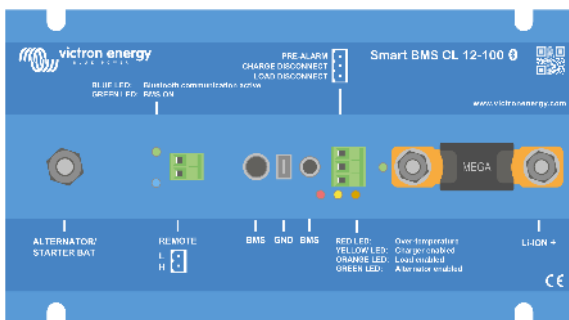 victron energy
BLUE POWER
PRE-ALARM
CHARGE DISCONNECT
LOAD DISCONNECT
Smart BMS CL 12-100
BLUE LED: Bluetooth communication active
GREEN LED: BMS ON
www.victronenergy.com
MEGA
ALTERNATOR/
STARTER BAT
REMOTE
L
H
BMS GND BMS
RED LED: Over-temperature
YELLOW LED: Charger enabled
ORANGE LED: Load enabled
GREEN LED: Alternator enabled
Li-ION +
CE